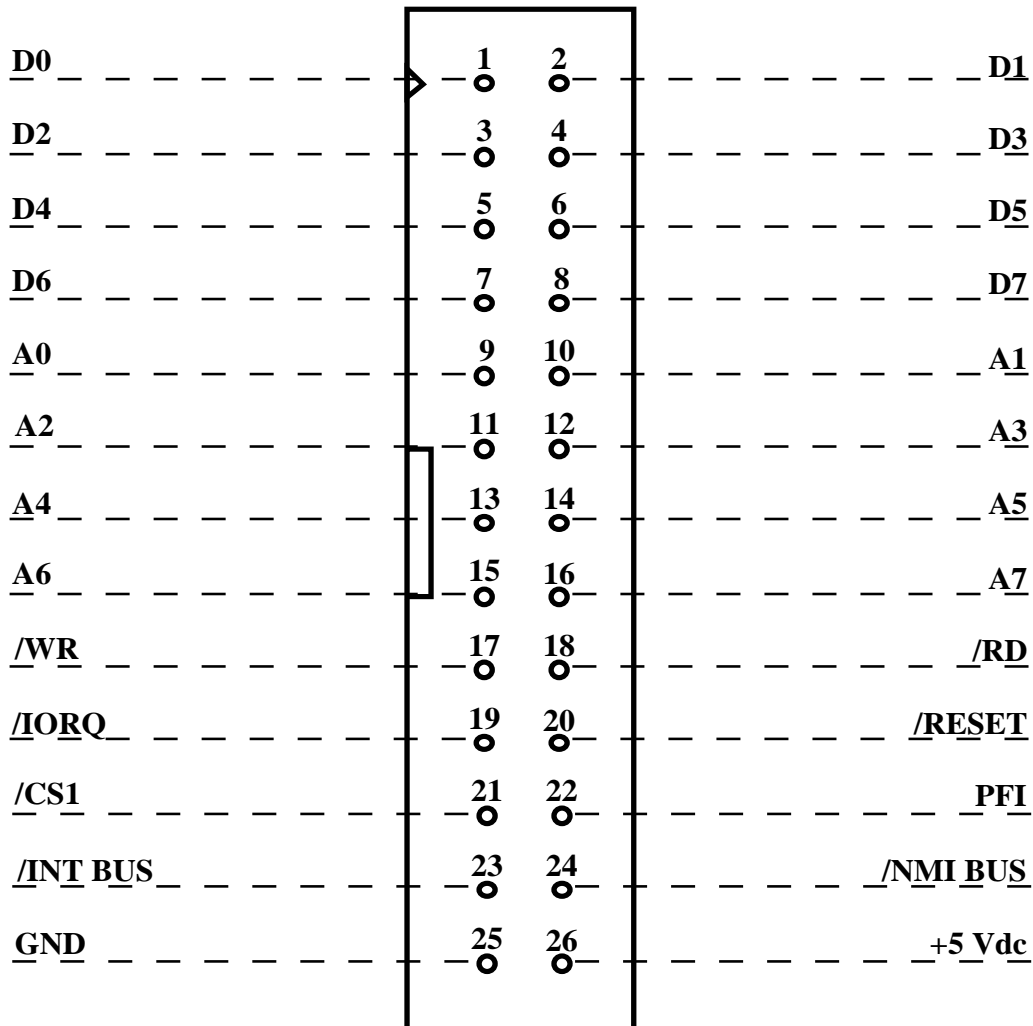 D0 1 2 D1
D2 3 4 D3
D4 5 6 D5
D6 7 8 D7
A0 9 10 A1
A2 11 12 A3
A4 13 14 A5
A6 15 16 A7
/WR 17 18 /RD
/IORQ 19 20 /RESET
/CS1 21 22 PFI
/INT BUS 23 24 /NMI BUS
GND 25 26 +5 Vdc